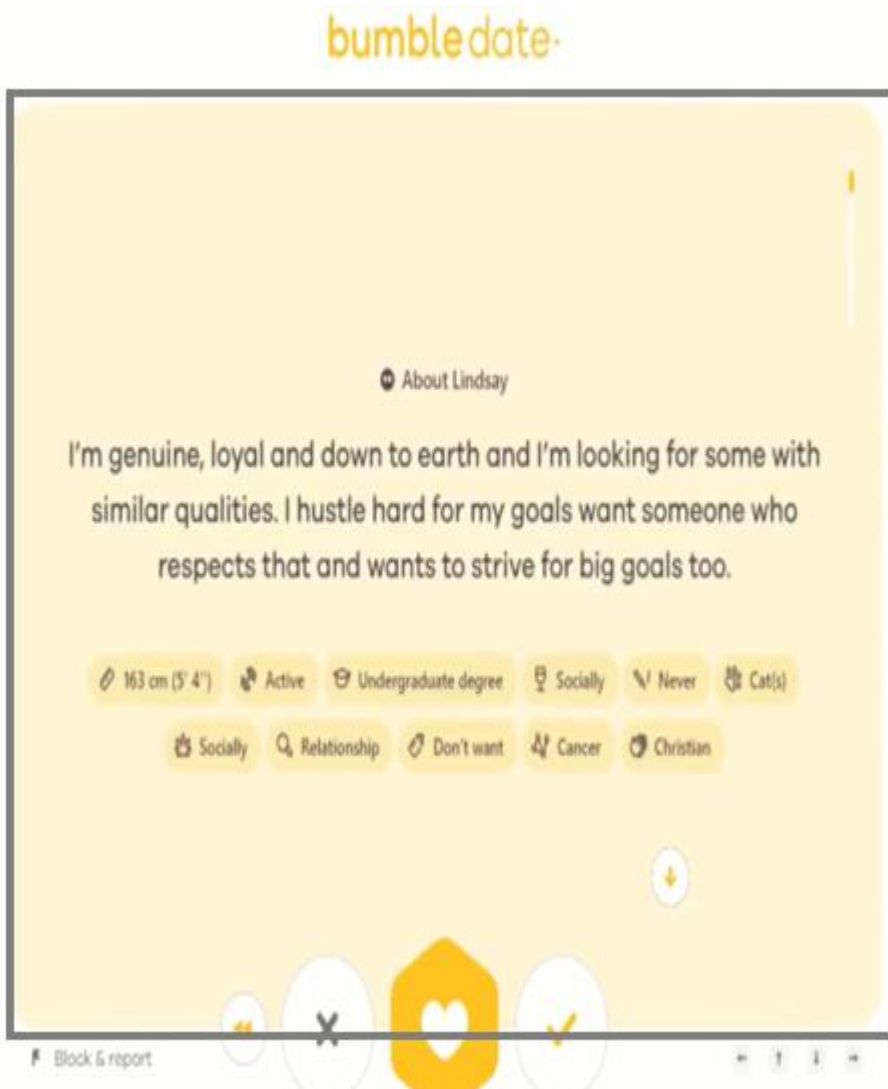 bumble date
About Lindsay
I'm genuine, loyal and down to earth and I'm looking for some with
similar qualities. I hustle hard for my goals want someone who
respects that and wants to strive for big goals too.
163 cm (5' 4") Active Undergraduate degree Socially Never Cat(s)
Socially Relationship Don't want Cancer Christian
Block & report